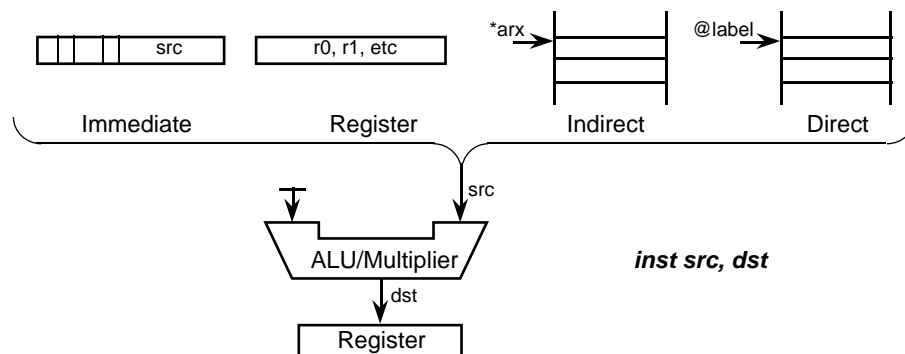 *arx
@label
src
r0, r1, etc
Immediate
Register
Indirect
Direct
src
ALU/Multiplier
inst src, dst
dst
Register